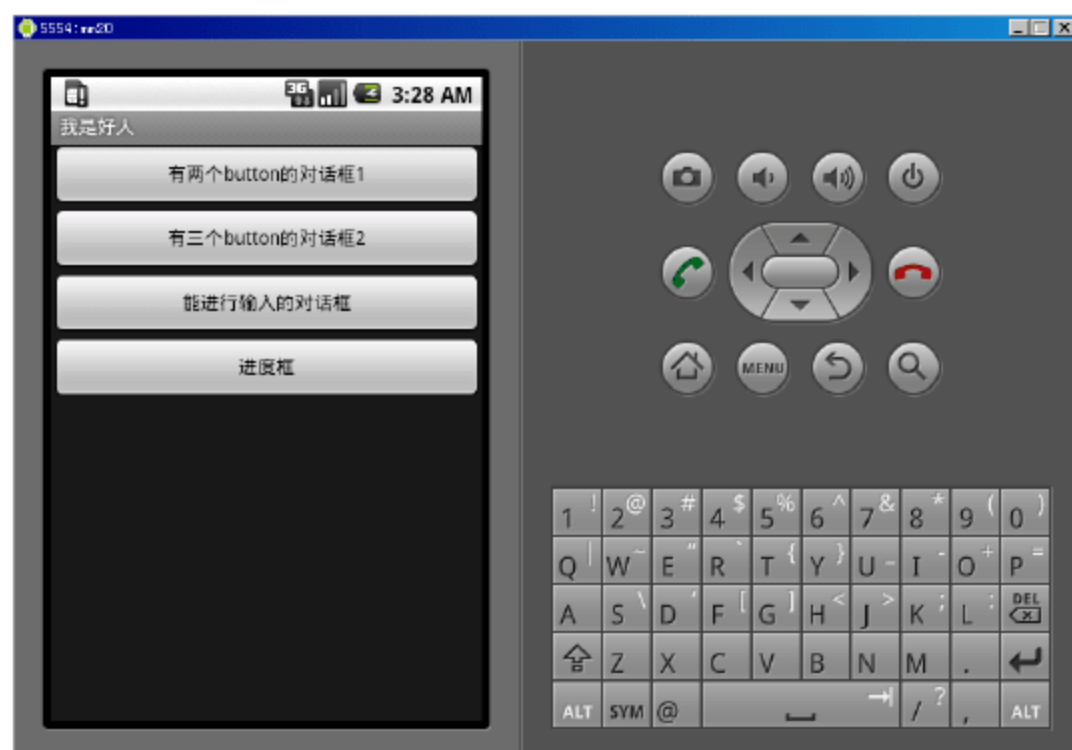 5554:mm20
3G
3:28 AM
我是好人
有两个button的对话框1
有三个button的对话框2
能进行输入的对话框
进度框
MENU
1 ! 2 @ 3 # 4 $ 5 % 6 ^ 7 & 8 * 9 ( 0 )
Q | W ~ E " R ` T { Y } U _ I - O + P =
A S \ D ' F [ G ] H < J > K ; L : DEL
Z X C V B N M .
ALT SYM @ / ? , ALT